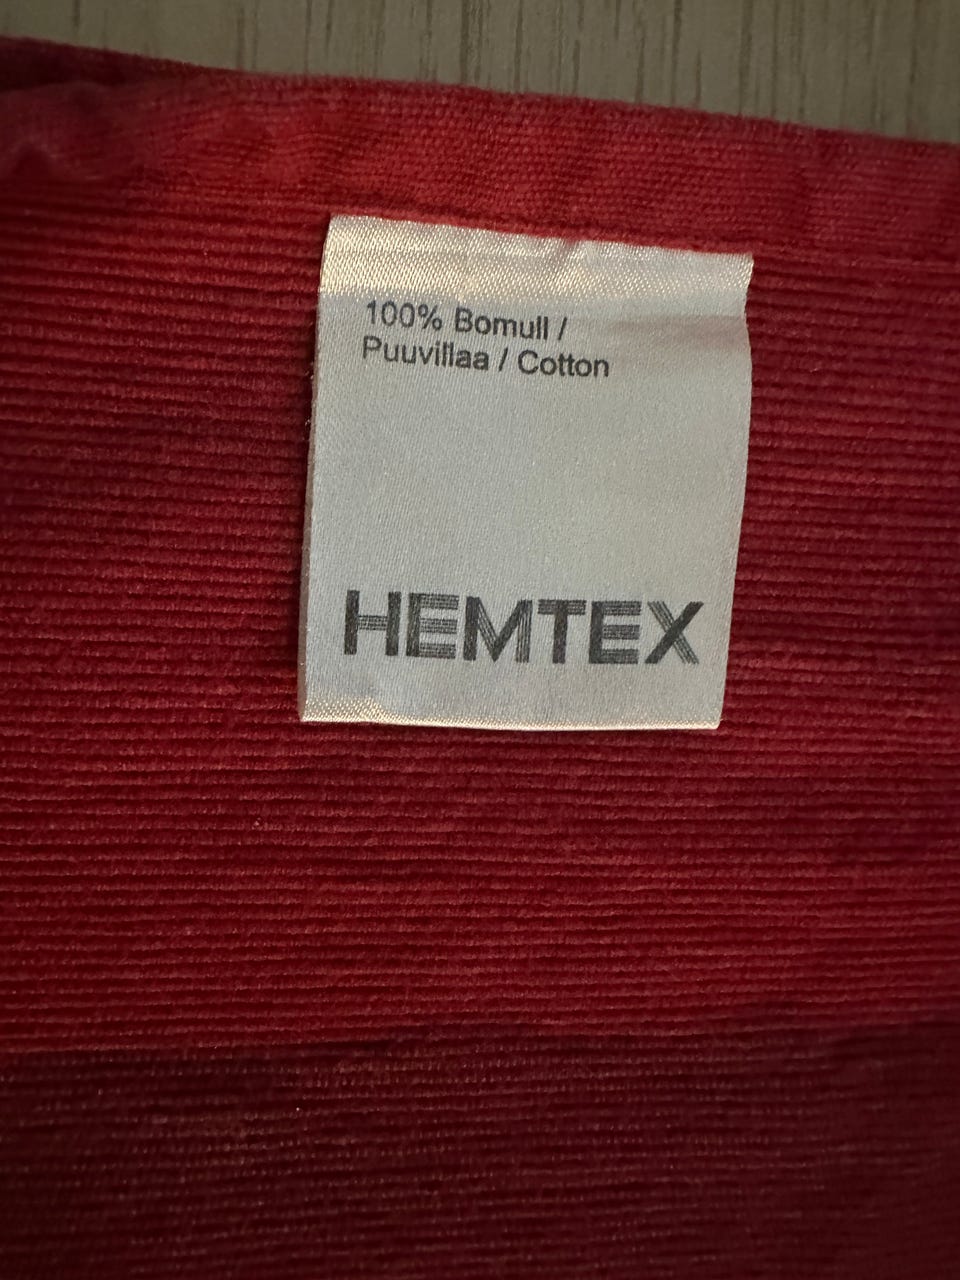 100% Bomull /
Puuvillaa / Cotton
HEMTEX